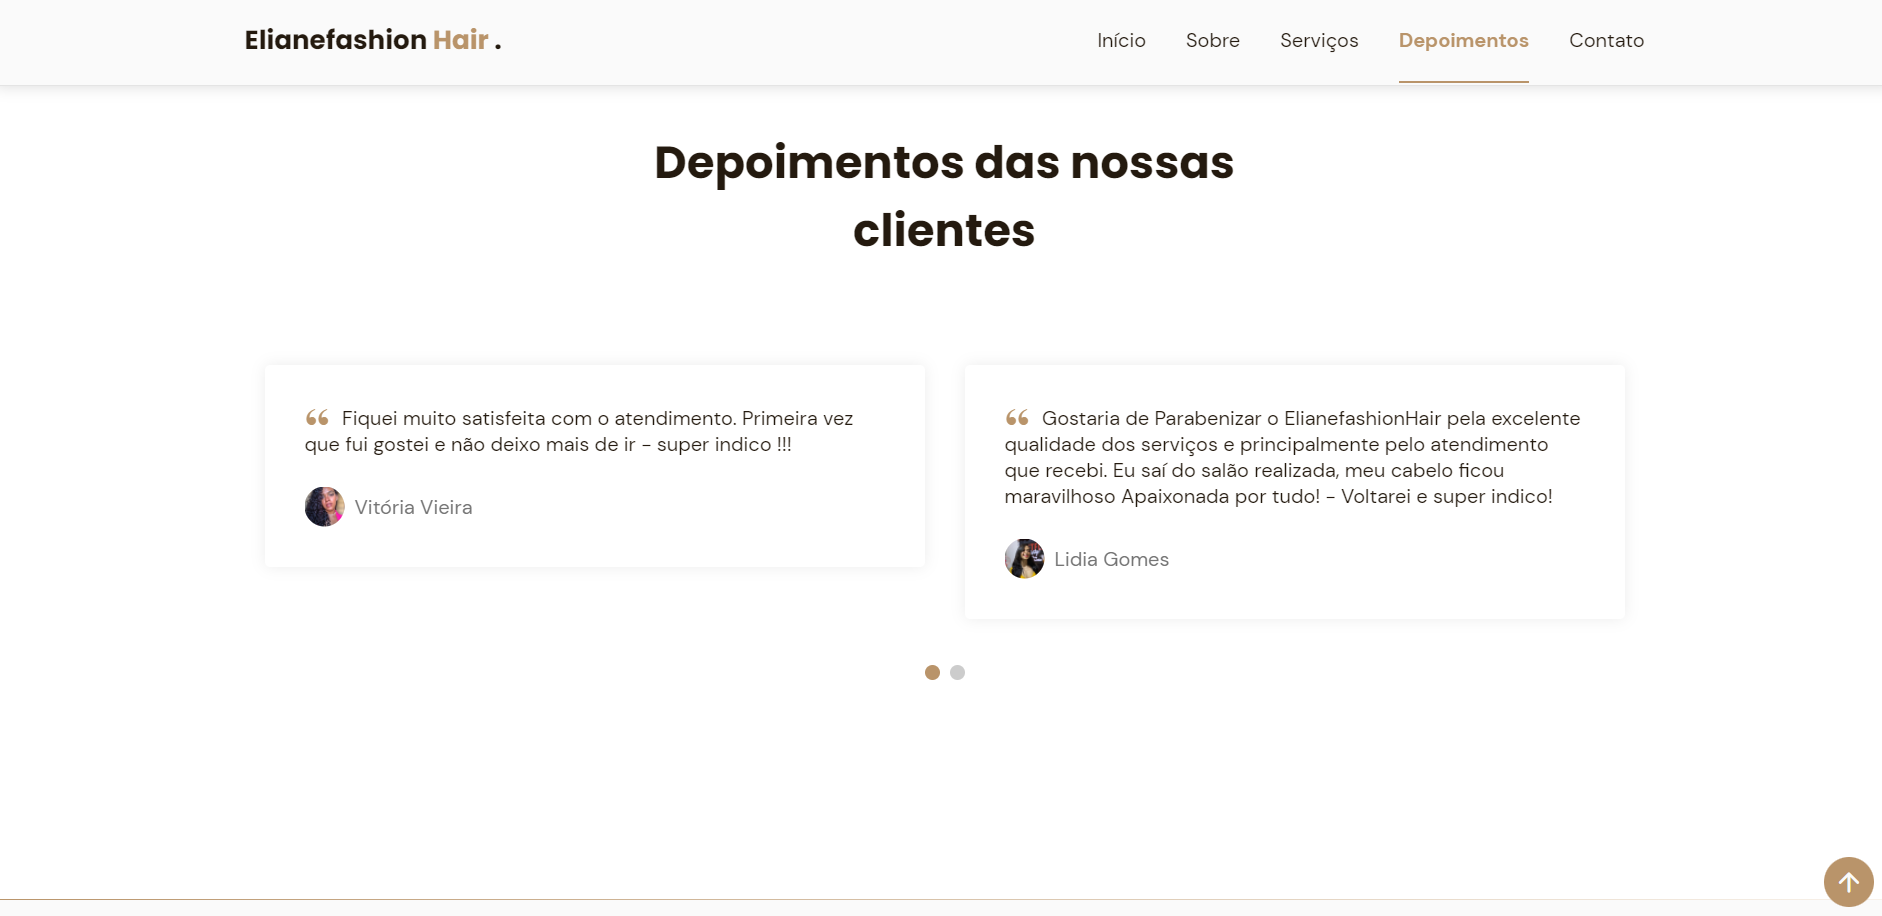 Elianefashion Hair .
Início
Sobre
Serviços
Depoimentos
Contato
Depoimentos das nossas
clientes
Fiquei muito satisfeita com o atendimento. Primeira vez
que fui gostei e não deixo mais de ir - super indico !!!
Vitória Vieira
Gostaria de Parabenizar o ElianefashionHair pela excelente
qualidade dos serviços e principalmente pelo atendimento
que recebi. Eu saí do salão realizada, meu cabelo ficou
maravilhoso Apaixonada por tudo! - Voltarei e super indico!
Lidia Gomes